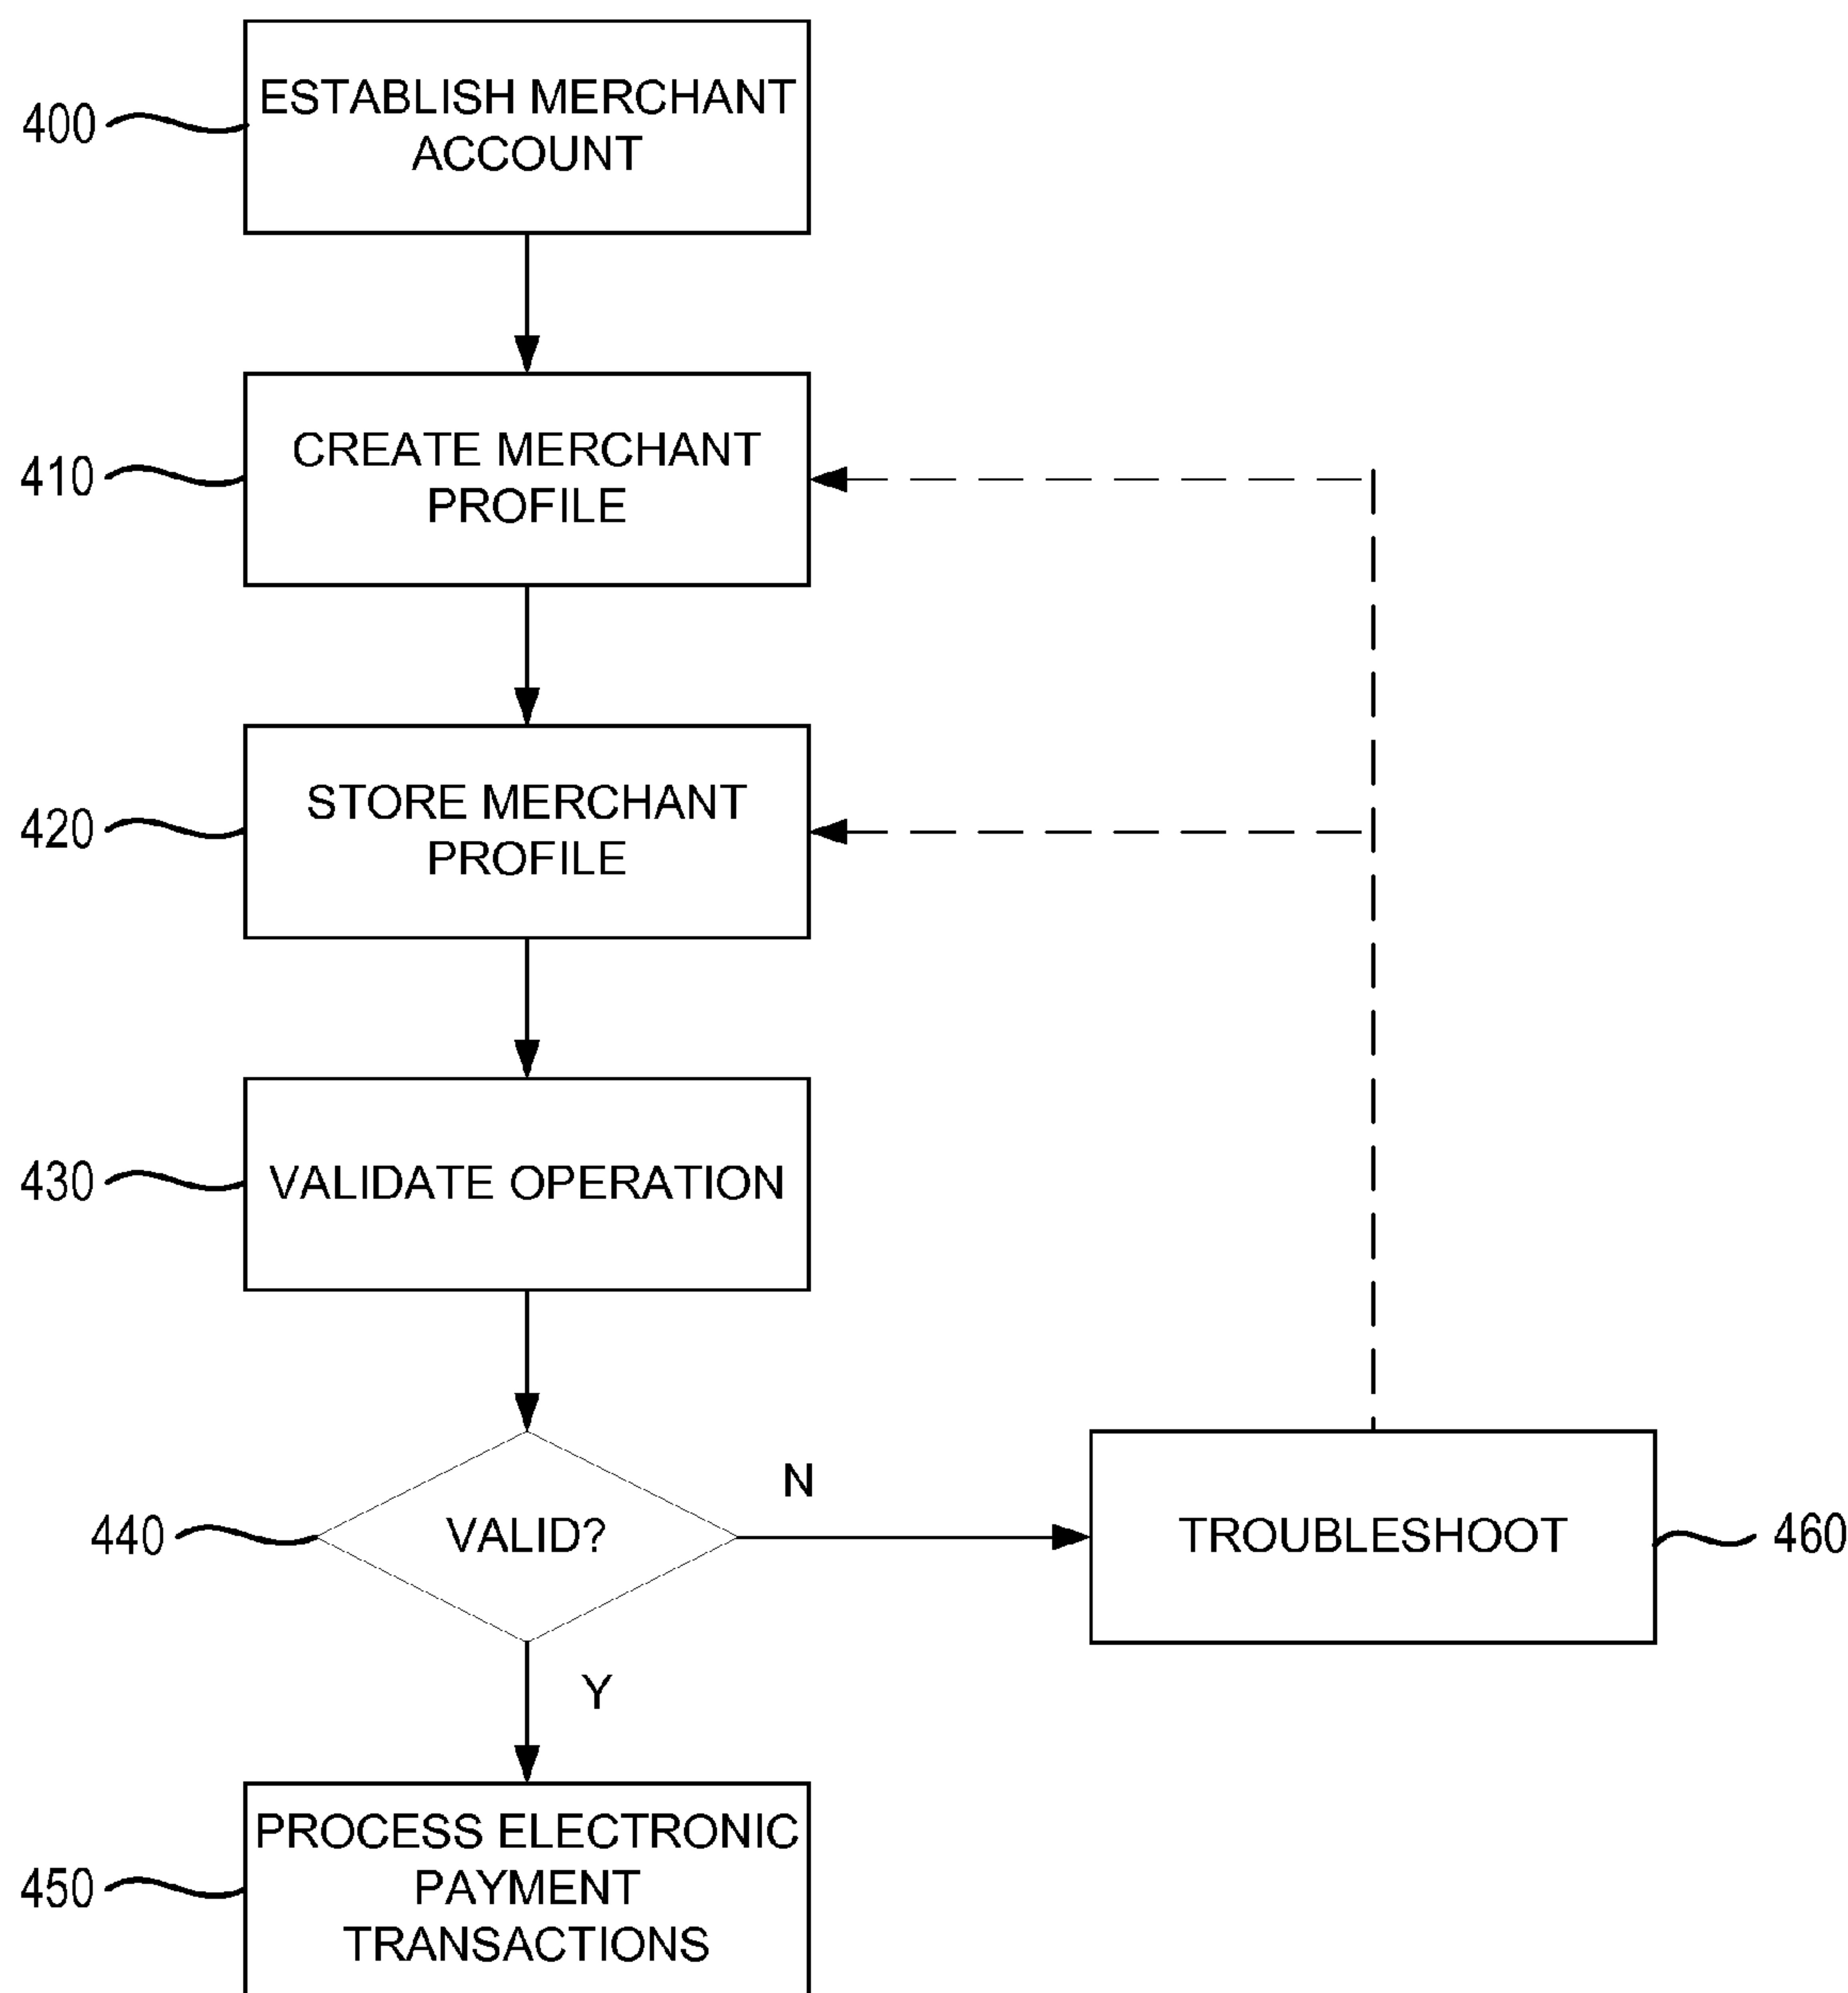 400
ESTABLISH MERCHANT
ACCOUNT
410
CREATE MERCHANT
PROFILE
420
STORE MERCHANT
PROFILE
430
VALIDATE OPERATION
440
VALID?
N
TROUBLESHOOT
460
Y
450
PROCESS ELECTRONIC
PAYMENT
TRANSACTIONS